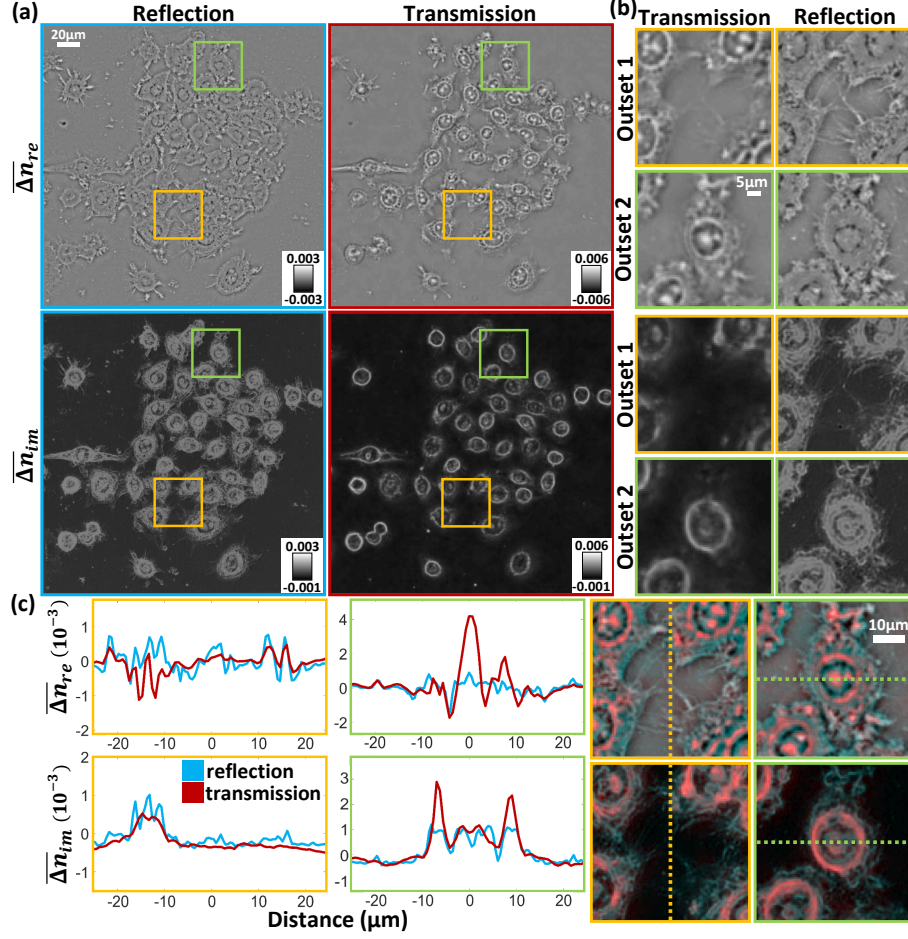 (a)
Reflection
Transmission
20μm
Δn_re
0.003
-0.003
0.006
-0.006
Δn_im
0.003
-0.001
0.006
-0.001
(b)
Transmission Reflection
Outset 1
Outset 2
5μm
Outset 1
Outset 2
(c)
Δn_re (10⁻³)
1
0
-1
-2
-20 -10 0 10 20
4
2
0
-2
-20 -10 0 10 20
10μm
Δn_im (10⁻³)
2
1
0
-1
-20 -10 0 10 20
reflection
transmission
3
2
1
0
-1
-20 -10 0 10 20
Distance (μm)